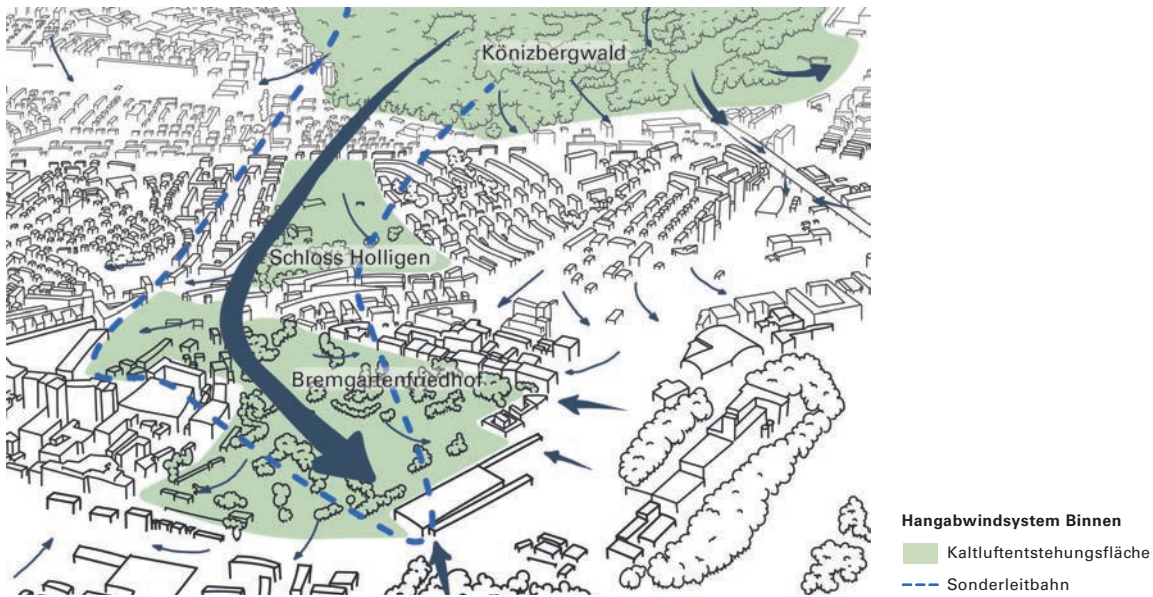 Könizbergwald
Schloss Holligen
Bremgartenfriedhof
Hangabwindsystem Binnen
Kaltluftentstehungsfläche
Sonderleitbahn